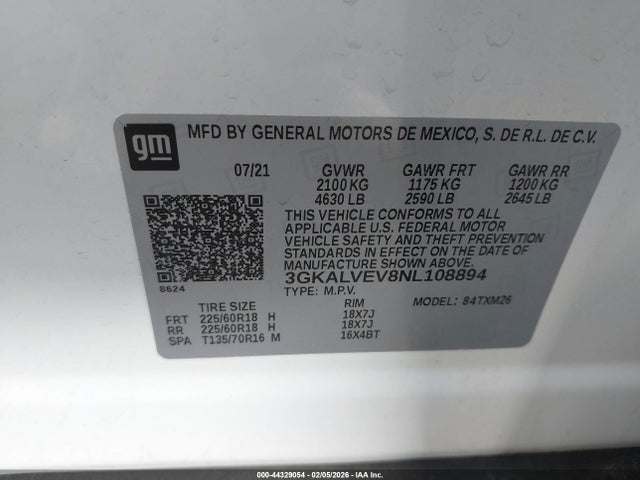 gm
MFD BY GENERAL MOTORS DE MEXICO, S. DE R.L. DE C.V.
07/21 GVWR GAWR FRT GAWR RR
2100 KG 1175 KG 1200 KG
4630 LB 2590 LB 2645 LB
THIS VEHICLE CONFORMS TO ALL
APPLICABLE U.S. FEDERAL MOTOR
VEHICLE SAFETY AND THEFT PREVENTION
STANDARDS IN EFFECT ON THE DATE OF
MANUFACTURE SHOWN ABOVE.
3GKALVEV8NL108894
8624
TYPE: M.P.V. MODEL: 84TXM26
TIRE SIZE RIM
FRT 225/60R18 H 18X7J
RR 225/60R18 H 18X7J
SPA T135/70R16 M 16X4BT
000-44329054 - 02/05/2026 - IAA Inc.